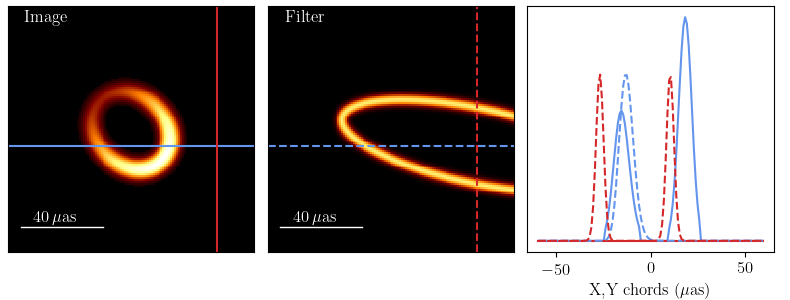 Image
Filter
40 μas
40 μas
−50
0
50
X,Y chords (μas)